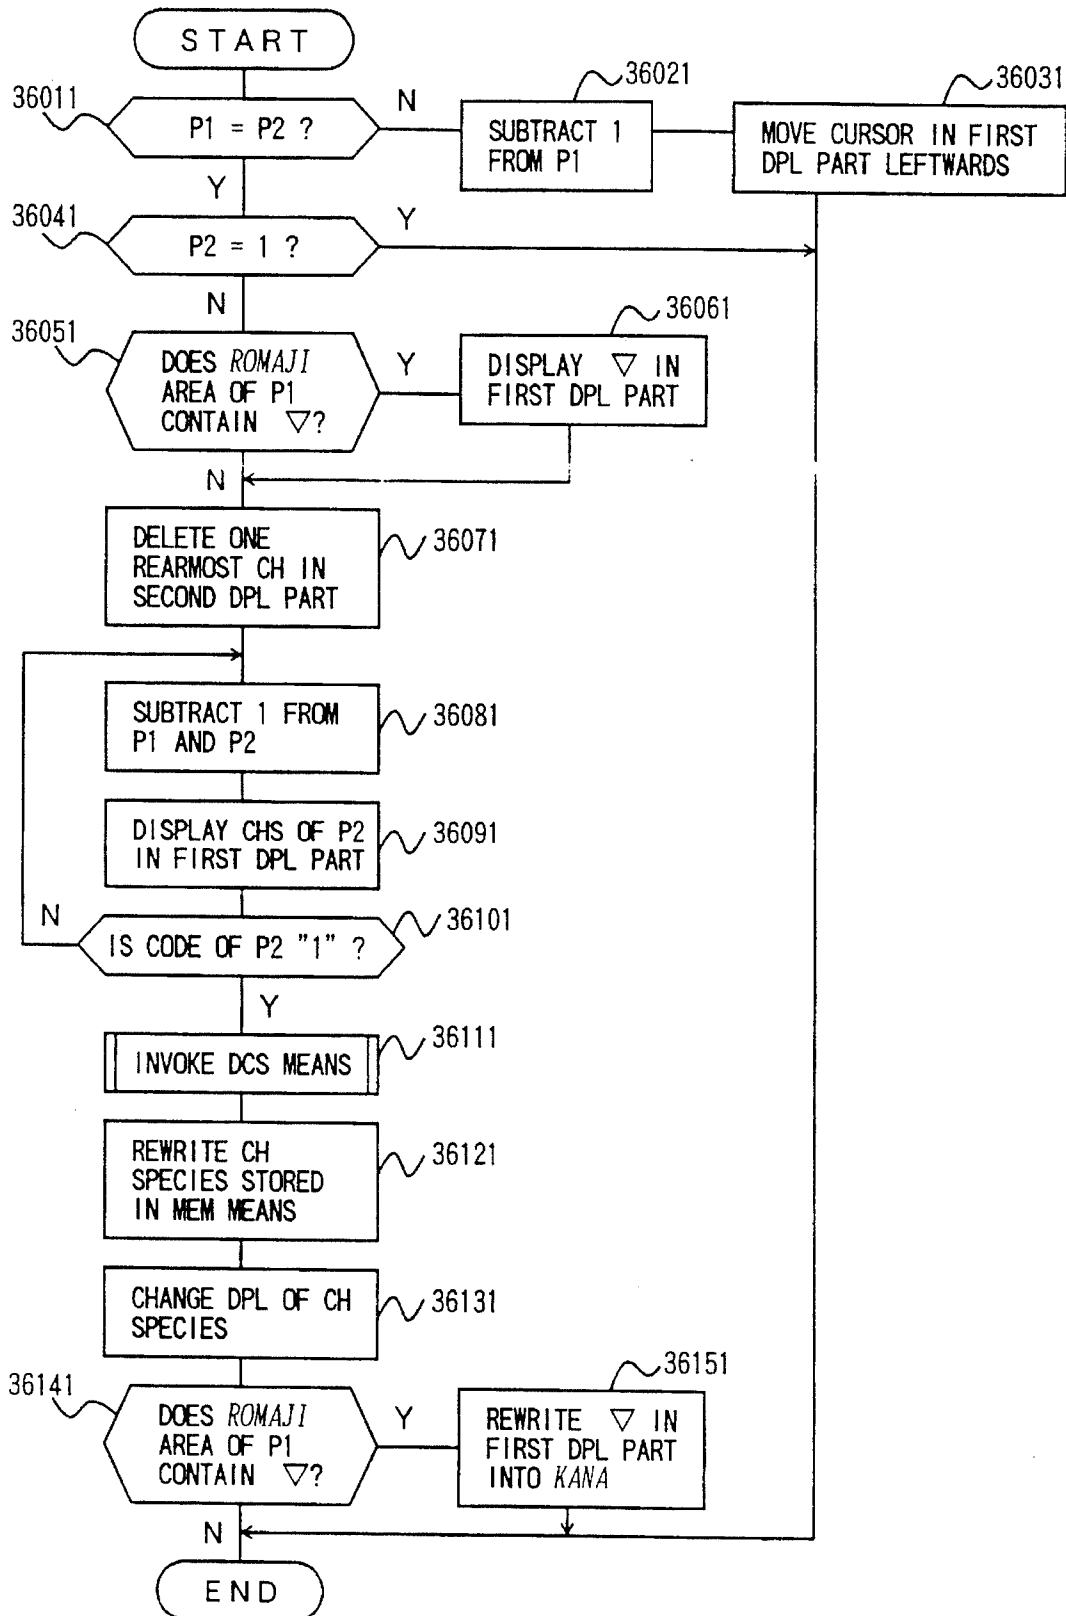 START
36011
P1 = P2 ?
N
36021
SUBTRACT 1
FROM P1
36031
MOVE CURSOR IN FIRST
DPL PART LEFTWARDS
Y
36041
P2 = 1 ?
Y
N
36051
DOES ROMAJI
AREA OF P1
CONTAIN ▽?
Y
36061
DISPLAY ▽ IN
FIRST DPL PART
N
DELETE ONE
REARMOST CH IN
SECOND DPL PART
36071
SUBTRACT 1 FROM
P1 AND P2
36081
DISPLAY CHS OF P2
IN FIRST DPL PART
36091
N
IS CODE OF P2 "1" ?
36101
Y
INVOKE DCS MEANS
36111
REWRITE CH
SPECIES STORED
IN MEM MEANS
36121
CHANGE DPL OF CH
SPECIES
36131
36141
DOES ROMAJI
AREA OF P1
CONTAIN ▽?
Y
36151
REWRITE ▽ IN
FIRST DPL PART
INTO KANA
N
END